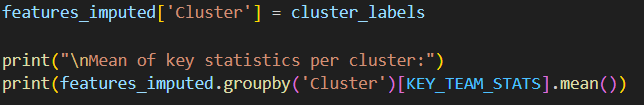 features_imputed['Cluster'] = cluster_labels
print("\nMean of key statistics per cluster:")
print(features_imputed.groupby('Cluster')[KEY_TEAM_STATS].mean())